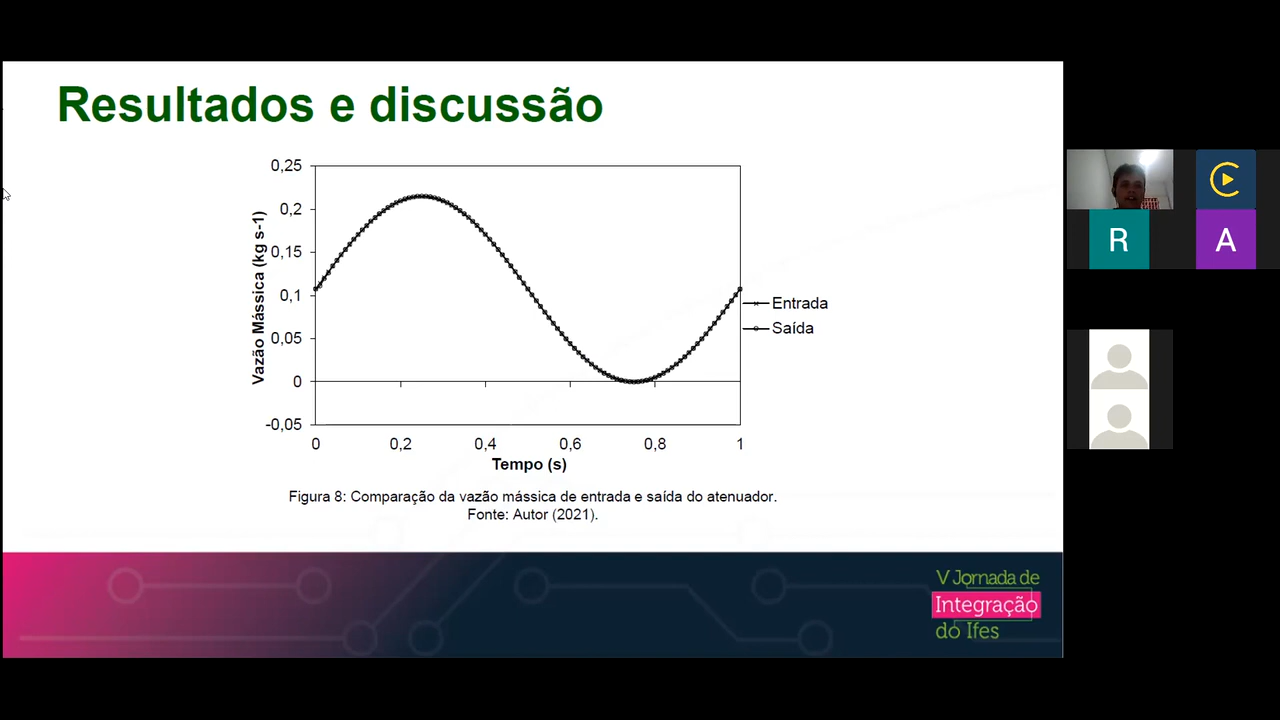 Resultados e discussão
0,25
0,2
0,15
0,1
0,05
0
-0,05
Vazão Mássica (kg s-1)
0 0,2 0,4 0,6 0,8 1
Tempo (s)
Entrada
Saída
Figura 8: Comparação da vazão mássica de entrada e saída do atenuador.
Fonte: Autor (2021).
V Jornada de
Integração
do Ifes
R
A